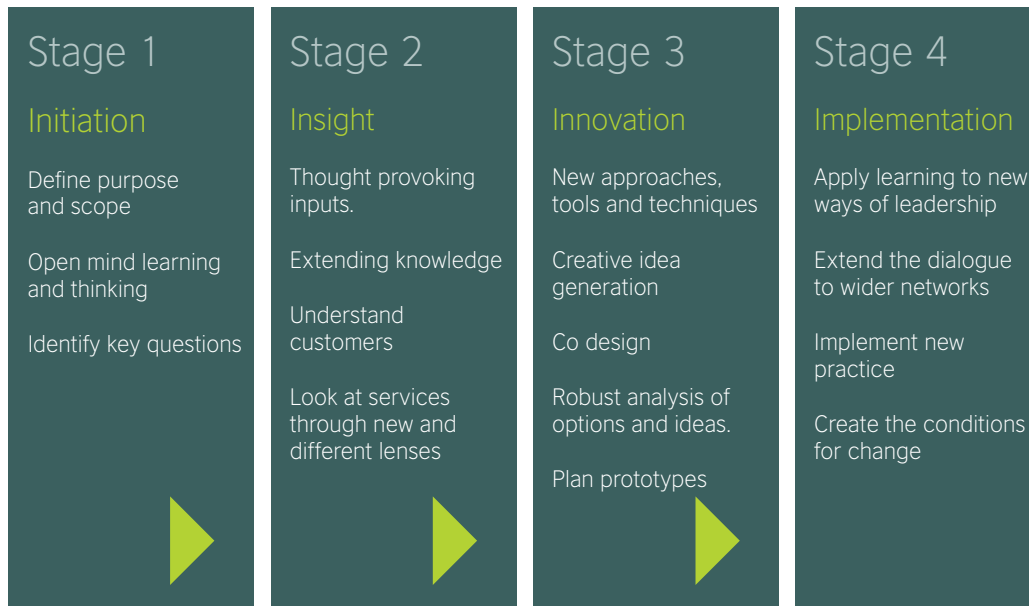 Stage 1
Initiation
Define purpose
and scope
Open mind learning
and thinking
Identify key questions
Stage 2
Insight
Thought provoking
inputs.
Extending knowledge
Understand
customers
Look at services
through new and
different lenses
Stage 3
Innovation
New approaches,
tools and techniques
Creative idea
generation
Co design
Robust analysis of
options and ideas.
Plan prototypes
Stage 4
Implementation
Apply learning to new
ways of leadership
Extend the dialogue
to wider networks
Implement new
practice
Create the conditions
for change